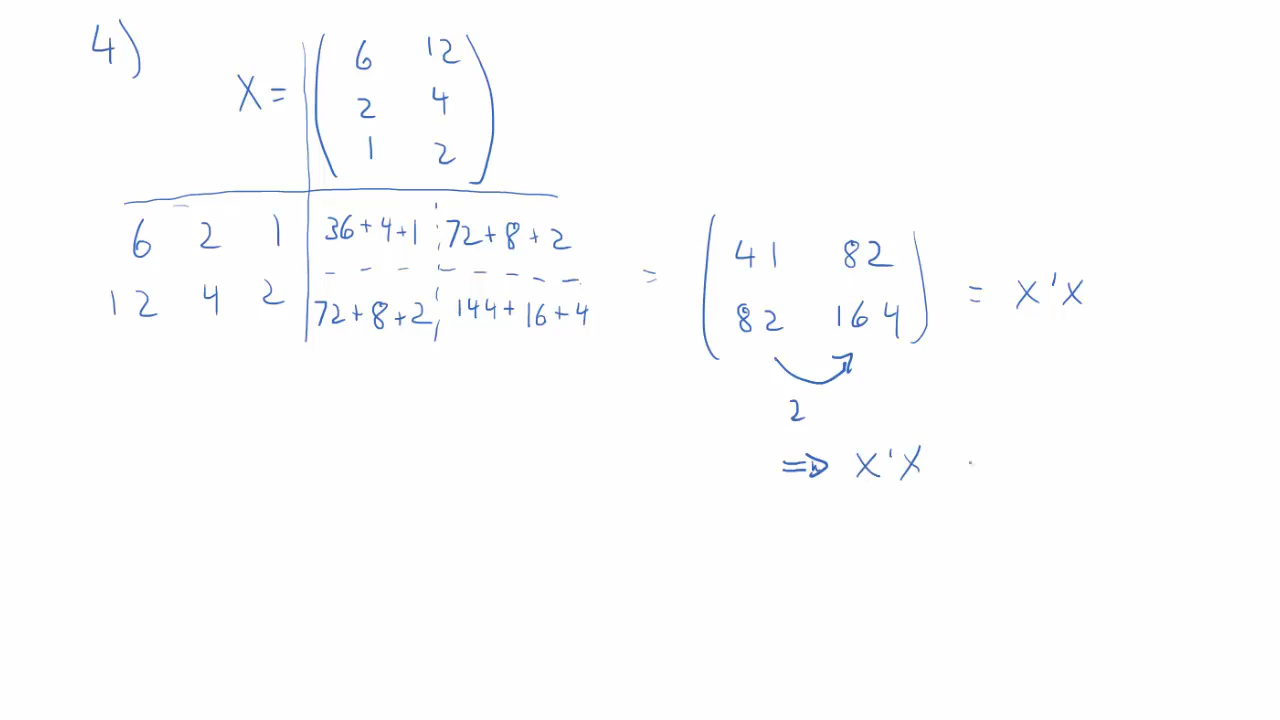 4)
X = ( 6 12
2 4
1 2 )
6 2 1 36+4+1 72+8+2
12 4 2 72+8+2 144+16+4
= ( 41 82
82 164 ) = X'X
2
⇒ X'X